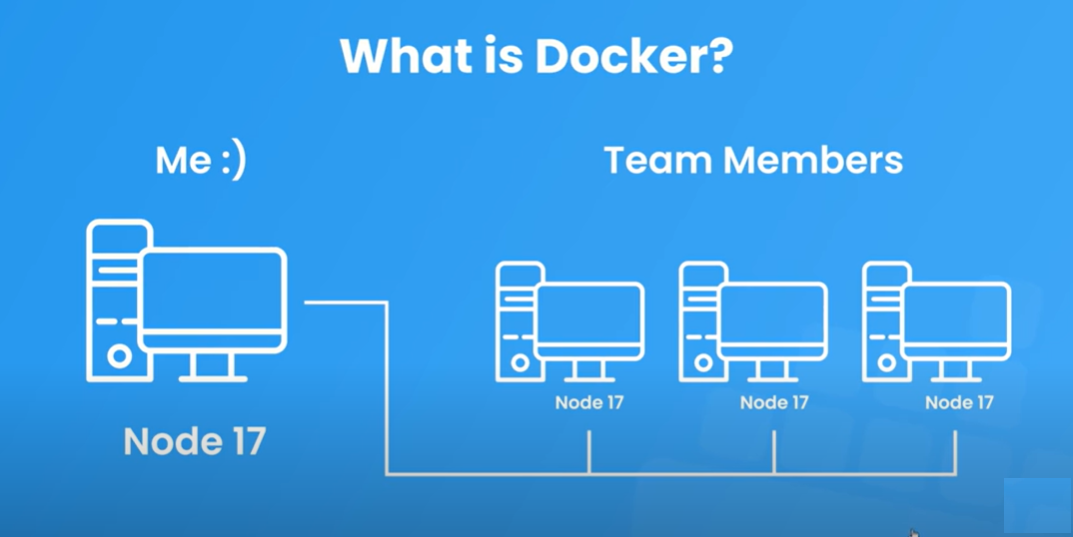 What is Docker?
Me :)
Team Members
Node 17
Node 17
Node 17
Node 17